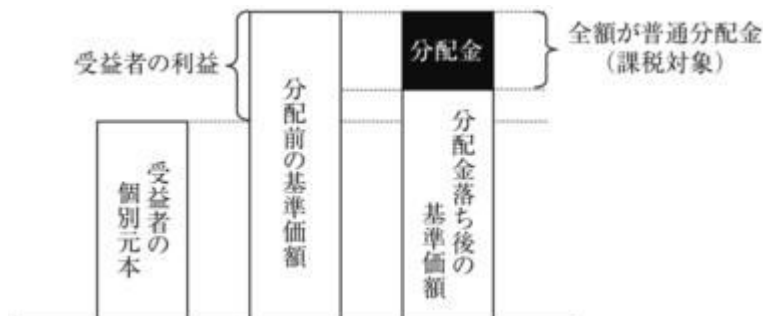 受益者の利益
受益者の
個別元本
分配前の基準価額
分配金
分配金落ち後の
基準価額
全額が普通分配金
（課税対象）